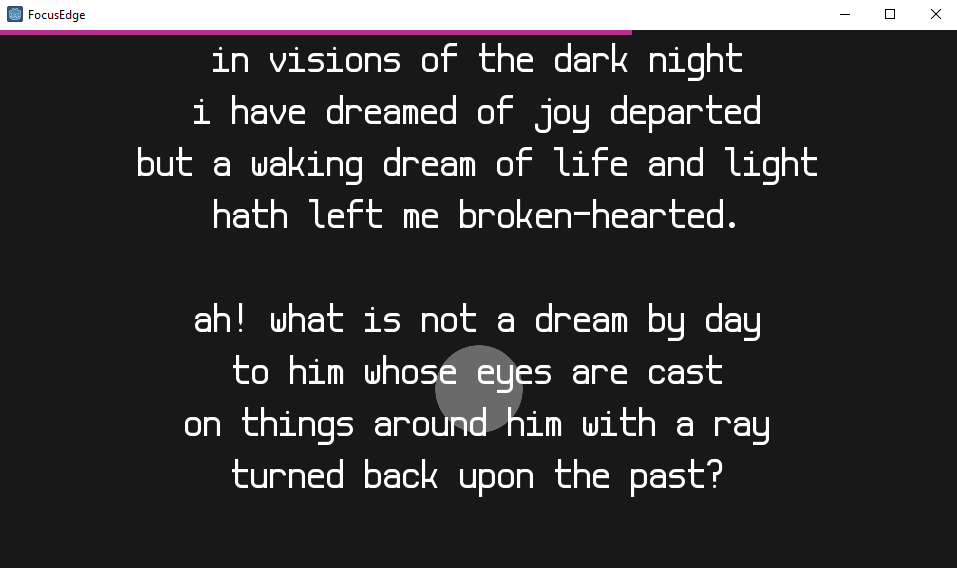 FocusEdge
in visions of the dark night
i have dreamed of joy departed
but a waking dream of life and light
hath left me broken-hearted.
ah! what is not a dream by day
to him whose eyes are cast
on things around him with a ray
turned back upon the past?